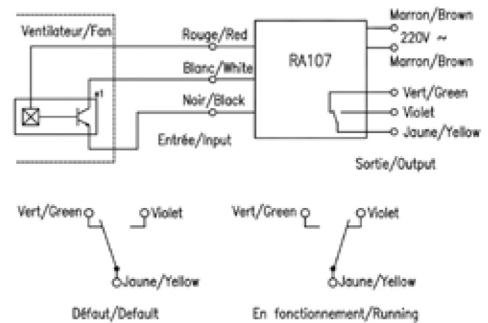 Marron/Brown
Ventilateur/Fan
Rouge/Red
220V ~
RA107
Marron/Brown
Blanc/White
Vert/Green
Noir/Black
Violet
Entrée/Input
Jaune/Yellow
Sortie/Output
Vert/Green
Violet
Vert/Green
Violet
Jaune/Yellow
Jaune/Yellow
Défaut/Default
En fonctionnement/Running